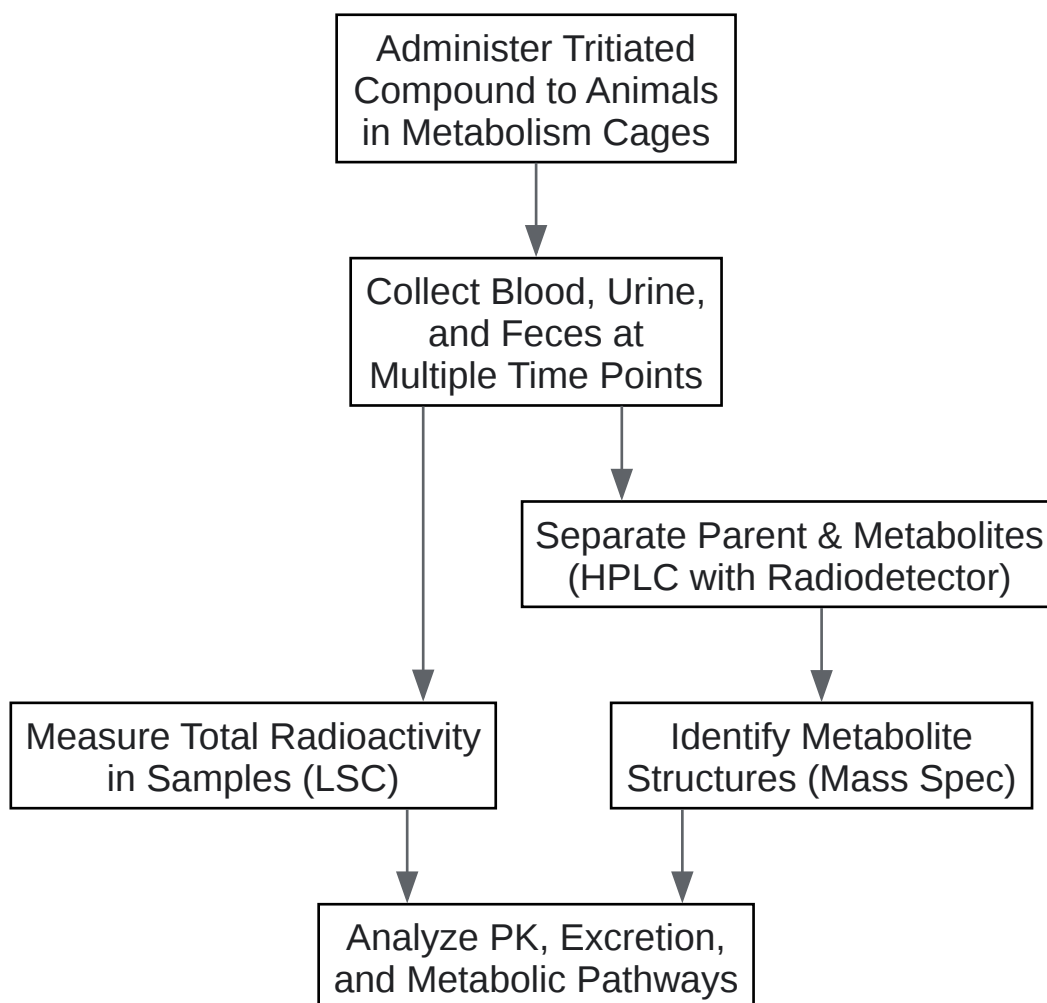 Administer Tritiated
Compound to Animals
in Metabolism Cages
Collect Blood, Urine,
and Feces at
Multiple Time Points
Separate Parent & Metabolites
(HPLC with Radiodetector)
Measure Total Radioactivity
in Samples (LSC)
Identify Metabolite
Structures (Mass Spec)
Analyze PK, Excretion,
and Metabolic Pathways